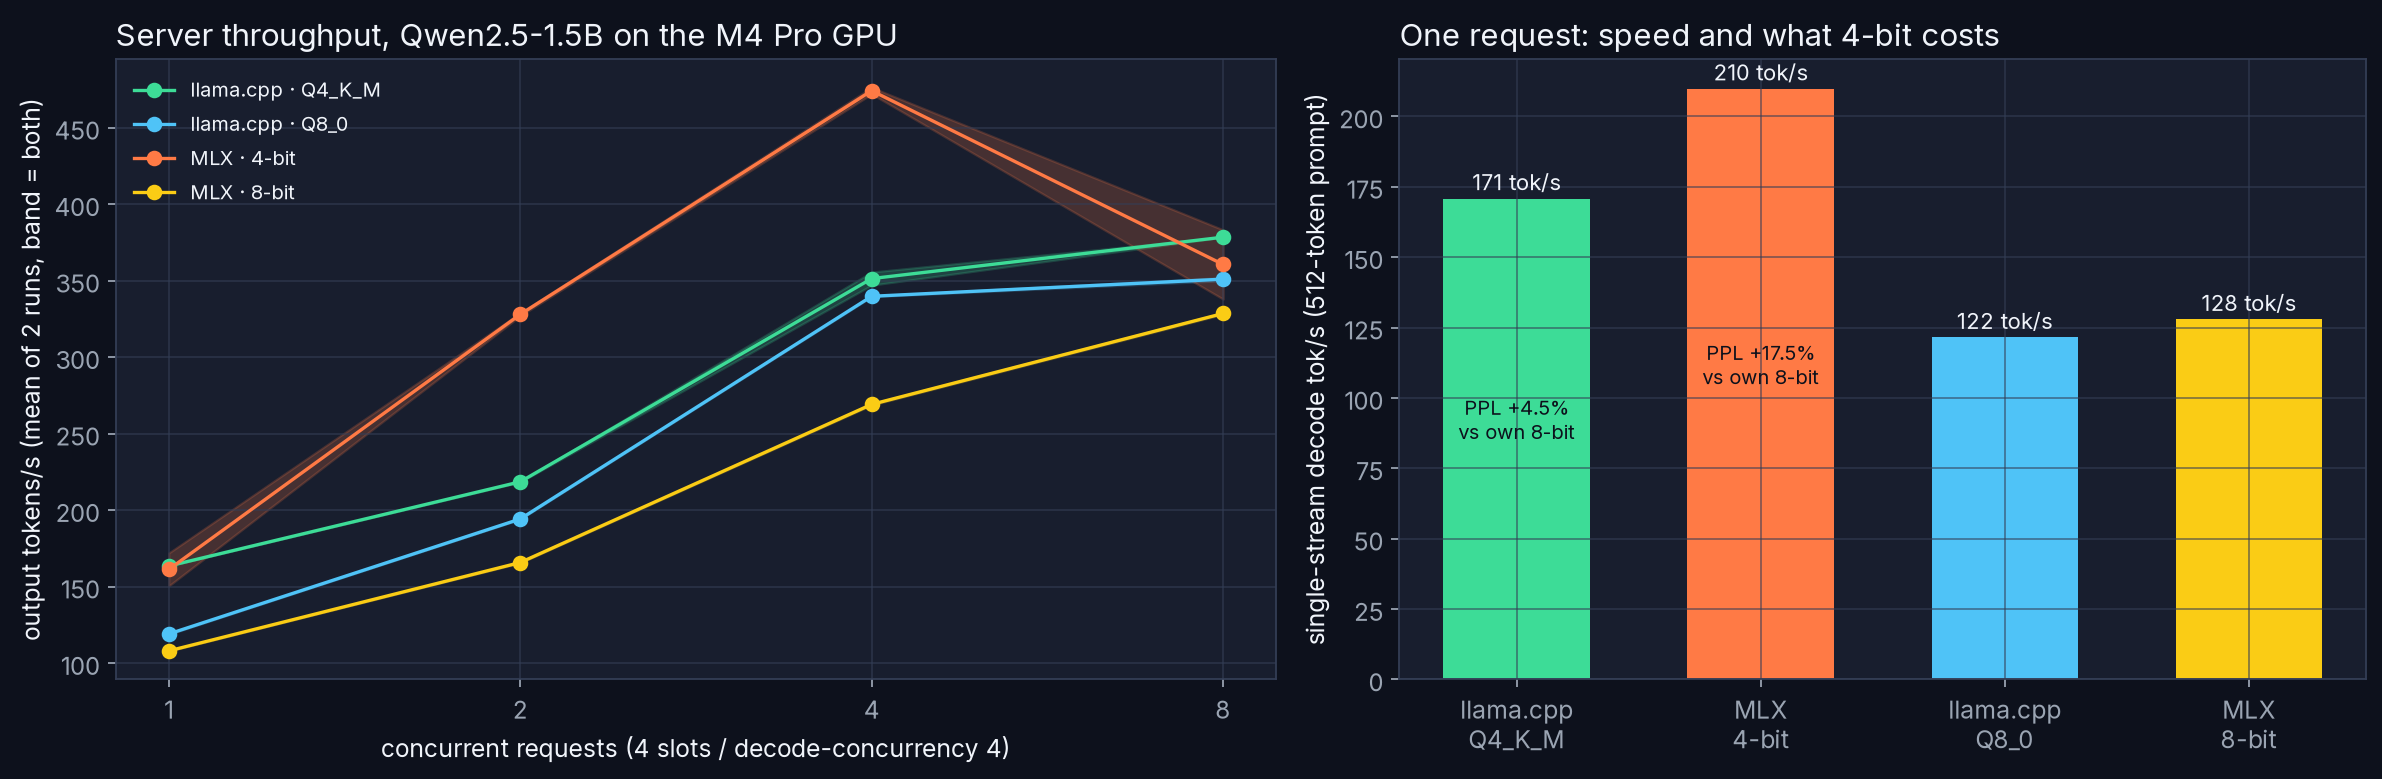 Server throughput, Qwen2.5-1.5B on the M4 Pro GPU
output tokens/s (mean of 2 runs, band = both)
450
400
350
300
250
200
150
100
llama.cpp · Q4_K_M
llama.cpp · Q8_0
MLX · 4-bit
MLX · 8-bit
1
2
4
8
concurrent requests (4 slots / decode-concurrency 4)
One request: speed and what 4-bit costs
single-stream decode tok/s (512-token prompt)
200
175
150
125
100
75
50
25
0
171 tok/s
PPL +4.5%
vs own 8-bit
210 tok/s
PPL +17.5%
vs own 8-bit
122 tok/s
128 tok/s
llama.cpp
Q4_K_M
MLX
4-bit
llama.cpp
Q8_0
MLX
8-bit